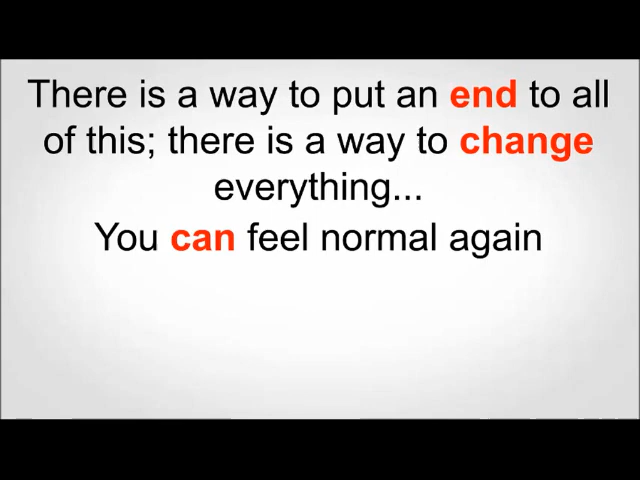 There is a way to put an end to all
of this; there is a way to change
everything...
You can feel normal again